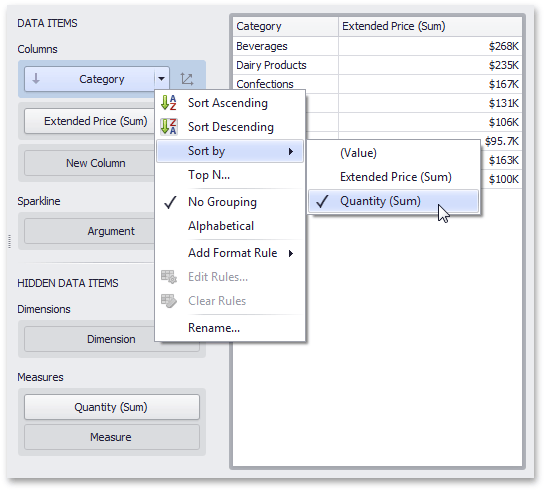 DATA ITEMS
Columns
Category
Extended Price (Sum)
New Column
Sparkline
Argument
HIDDEN DATA ITEMS
Dimensions
Dimension
Measures
Quantity (Sum)
Measure
Sort Ascending
Sort Descending
Sort by
Top N...
No Grouping
Alphabetical
Add Format Rule
Edit Rules...
Clear Rules
Rename...
(Value)
Extended Price (Sum)
Quantity (Sum)
Category Extended Price (Sum)
Beverages $268K
Dairy Products $235K
Confections $167K
$131K
$106K
$95.7K
$163K
$100K